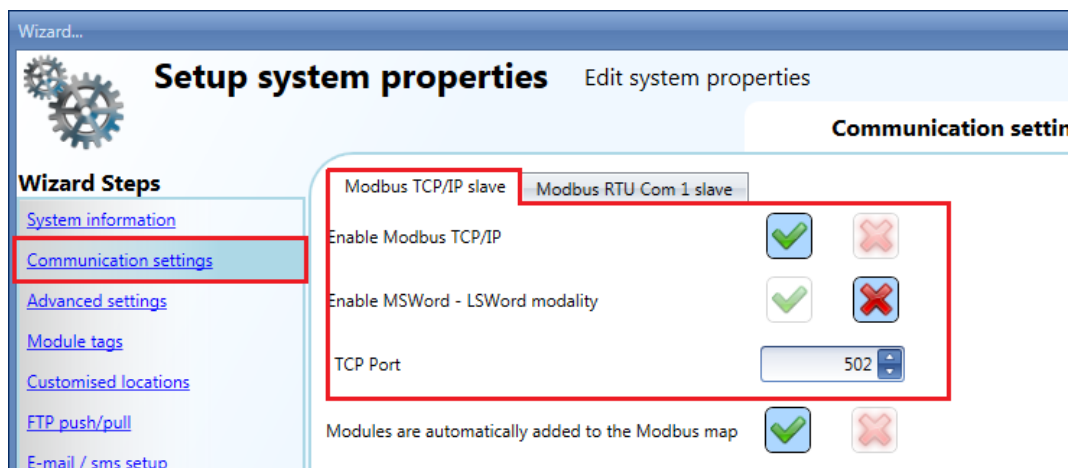 Wizard...
Setup system properties Edit system properties
Communication settin
Wizard Steps
Modbus TCP/IP slave Modbus RTU Com 1 slave
System information
Enable Modbus TCP/IP
Communication settings
Advanced settings
Enable MSWord - LSWord modality
Module tags
TCP Port 502
Customised locations
FTP push/pull
Modules are automatically added to the Modbus map
E-mail / sms setup